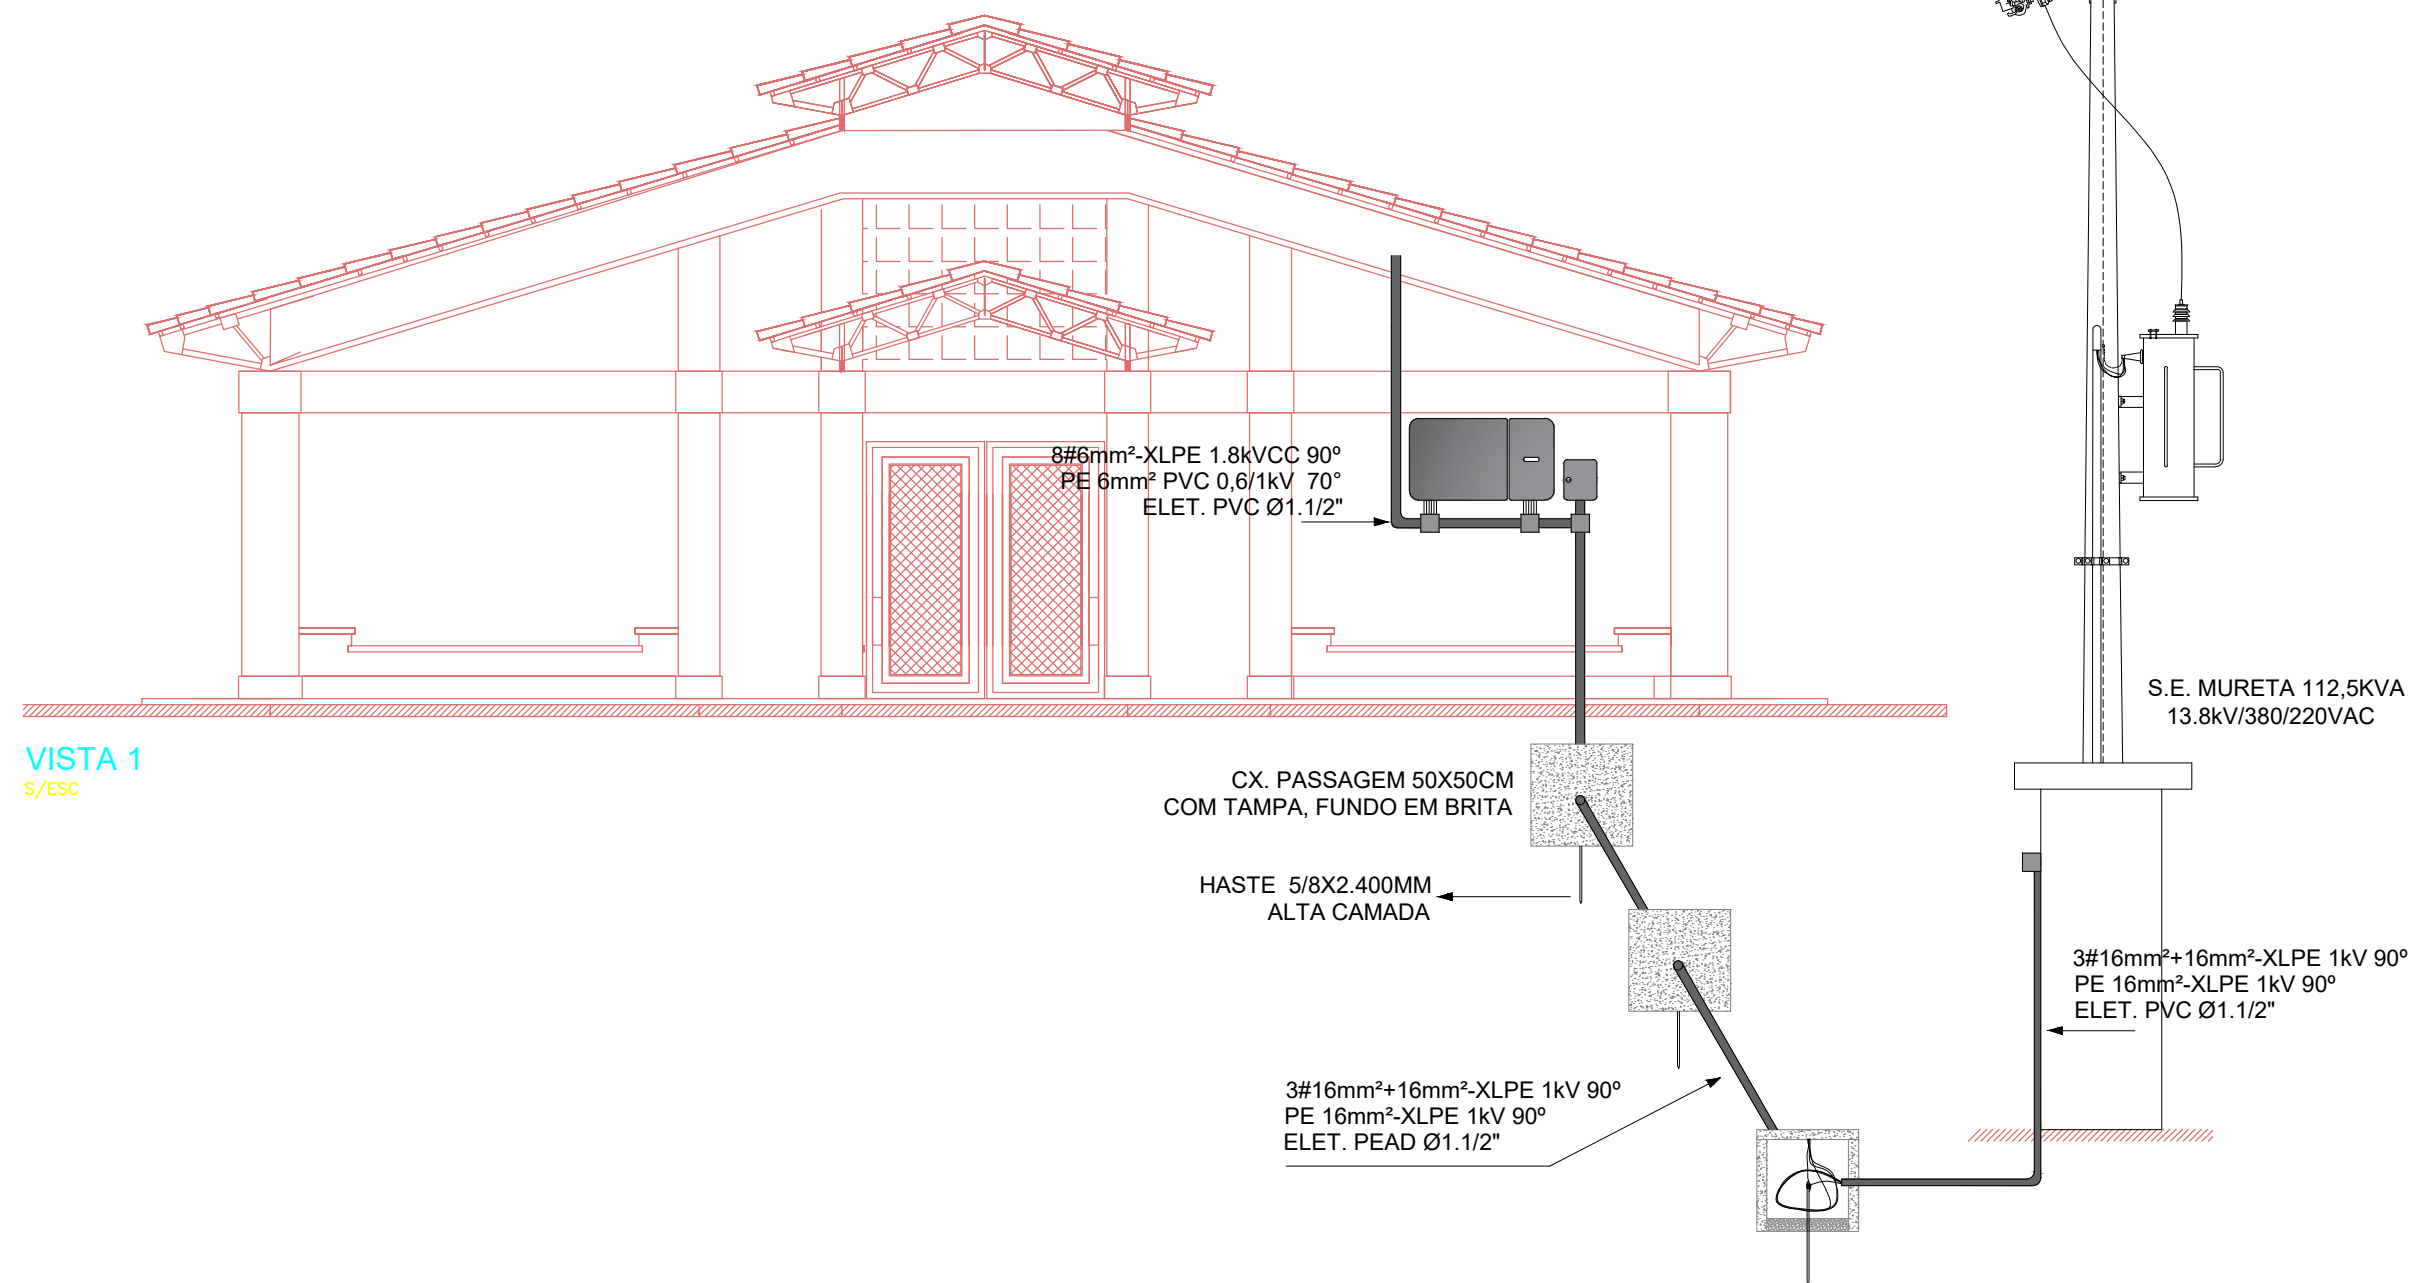 8#6mm²-XLPE 1.8kVCC 90º
PE 6mm² PVC 0,6/1kV 70°
ELET. PVC Ø1.1/2"
S.E. MURETA 112,5KVA
13.8kV/380/220VAC
VISTA 1
S/ESC
CX. PASSAGEM 50X50CM
COM TAMPA, FUNDO EM BRITA
HASTE 5/8X2.400MM
ALTA CAMADA
3#16mm²+16mm²-XLPE 1kV 90º
PE 16mm²-XLPE 1kV 90º
ELET. PVC Ø1.1/2"
3#16mm²+16mm²-XLPE 1kV 90º
PE 16mm²-XLPE 1kV 90º
ELET. PEAD Ø1.1/2"